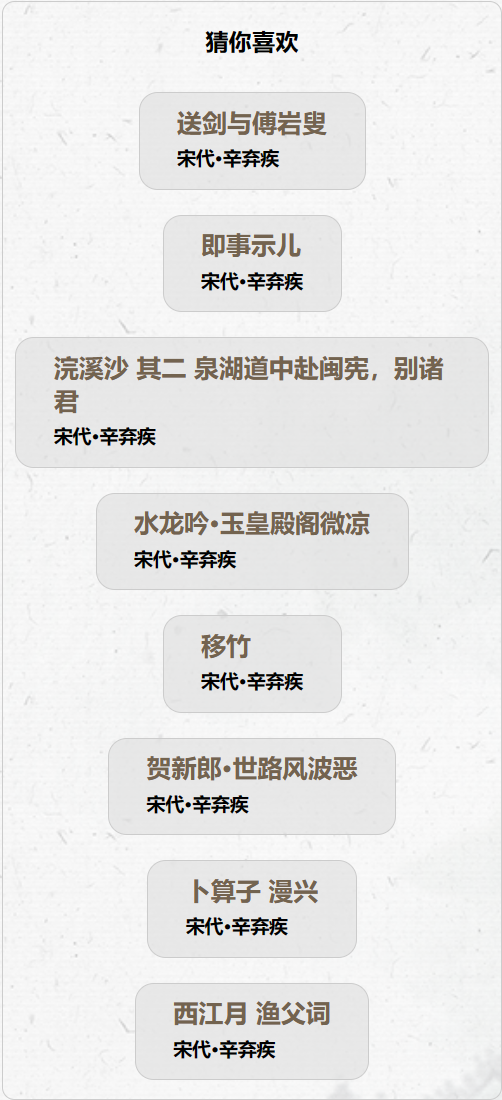 猜你喜欢
送剑与傅岩叟
宋代·辛弃疾
即事示儿
宋代·辛弃疾
浣溪沙 其二 泉湖道中赴闽宪，别诸
君
宋代·辛弃疾
水龙吟·玉皇殿阁微凉
宋代·辛弃疾
移竹
宋代·辛弃疾
贺新郎·世路风波恶
宋代·辛弃疾
卜算子 漫兴
宋代·辛弃疾
西江月 渔父词
宋代·辛弃疾